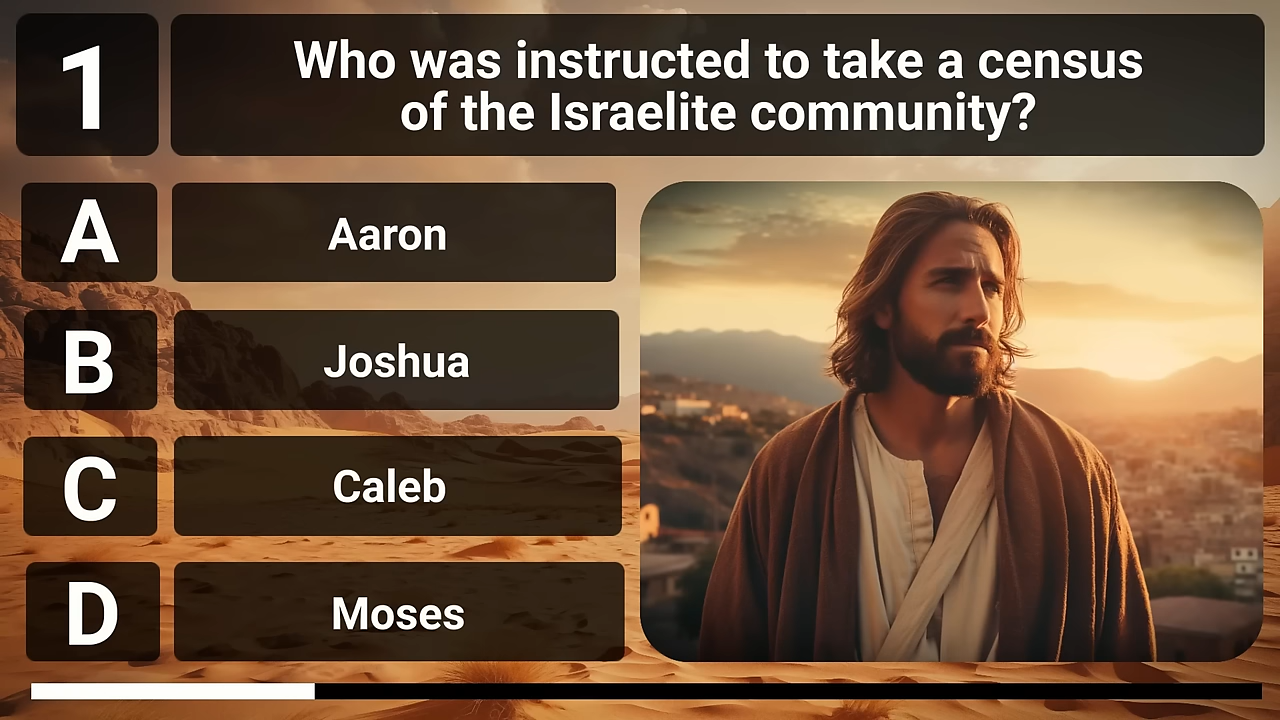 1
Who was instructed to take a census
of the Israelite community?
A
Aaron
B
Joshua
C
Caleb
D
Moses